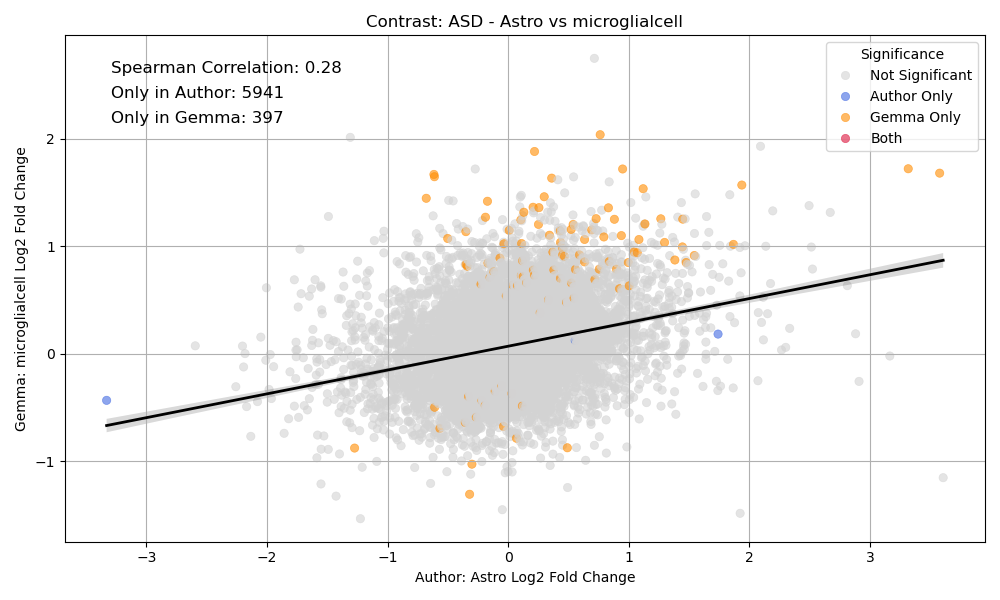 Contrast: ASD - Astro vs microglialcell
Spearman Correlation: 0.28
Only in Author: 5941
Only in Gemma: 397
Significance
Not Significant
Author Only
Gemma Only
Both
Gemma: microglialcell Log2 Fold Change
2
1
0
−1
−3
−2
−1
0
1
2
3
Author: Astro Log2 Fold Change